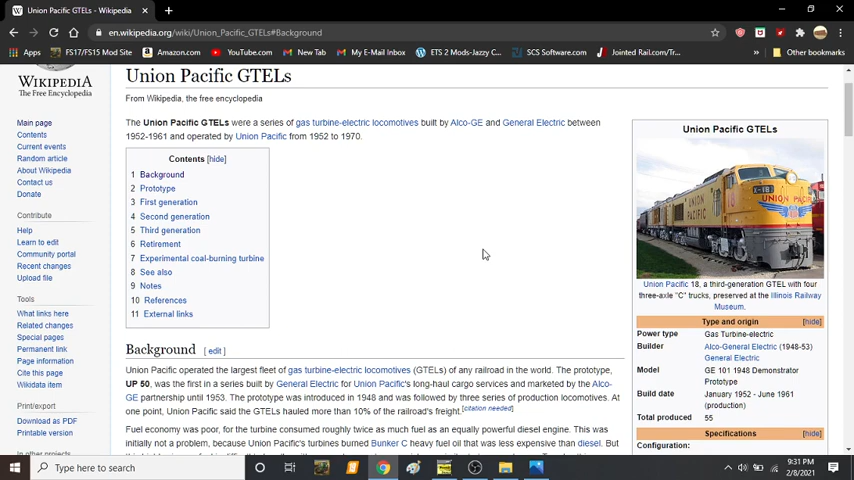 Union Pacific GTELs - Wikipedia
en.wikipedia.org/wiki/Union_Pacific_GTELs#Background
Apps FS17/FS15 Mod Site Amazon.com YouTube.com New Tab My E-mail Inbox ETS 2 Mods-Jazzy C... SCS Software.com Jointed Rail.com/Tr... Other bookmarks
WIKIPEDIA
The Free Encyclopedia
Main page
Contents
Current events
Random article
About Wikipedia
Contact us
Donate
Contribute
Help
Learn to edit
Community portal
Recent changes
Upload file
Tools
What links here
Related changes
Special pages
Permanent link
Page information
Cite this page
Wikidata item
Print/export
Download as PDF
Printable version
In other projects
Union Pacific GTELs
From Wikipedia, the free encyclopedia
The Union Pacific GTELs were a series of gas turbine-electric locomotives built by Alco-GE and General Electric between
1952-1961 and operated by Union Pacific from 1952 to 1970.
Contents [hide]
1 Background
2 Prototype
3 First generation
4 Second generation
5 Third generation
6 Retirement
7 Experimental coal-burning turbine
8 See also
9 Notes
10 References
11 External links
Background [ edit ]
Union Pacific operated the largest fleet of gas turbine-electric locomotives (GTELs) of any railroad in the world. The prototype,
UP 50, was the first in a series built by General Electric for Union Pacific's long-haul cargo services and marketed by the Alco-
GE partnership until 1953. The prototype was introduced in 1948 and was followed by three series of production locomotives. At
one point, Union Pacific said the GTELs hauled more than 10% of the railroad's freight.[citation needed]
Fuel economy was poor, for the turbine consumed roughly twice as much fuel as an equally powerful diesel engine. This was
initially not a problem, because Union Pacific's turbines burned Bunker C heavy fuel oil that was less expensive than diesel. But
Union Pacific GTELs
X-18
UNION PACIFIC
UNION PACIFIC
Union Pacific 18, a third-generation GTEL with four
three-axle "C" trucks, preserved at the Illinois Railway
Museum.
Type and origin [hide]
Power type Gas Turbine-electric
Builder Alco-General Electric (1948-53)
General Electric
Model GE 101 1948 Demonstrator
Prototype
Build date January 1952 - June 1961
(production)
Total produced 55
Specifications [hide]
Configuration:
Type here to search
9:31 PM
2/8/2021